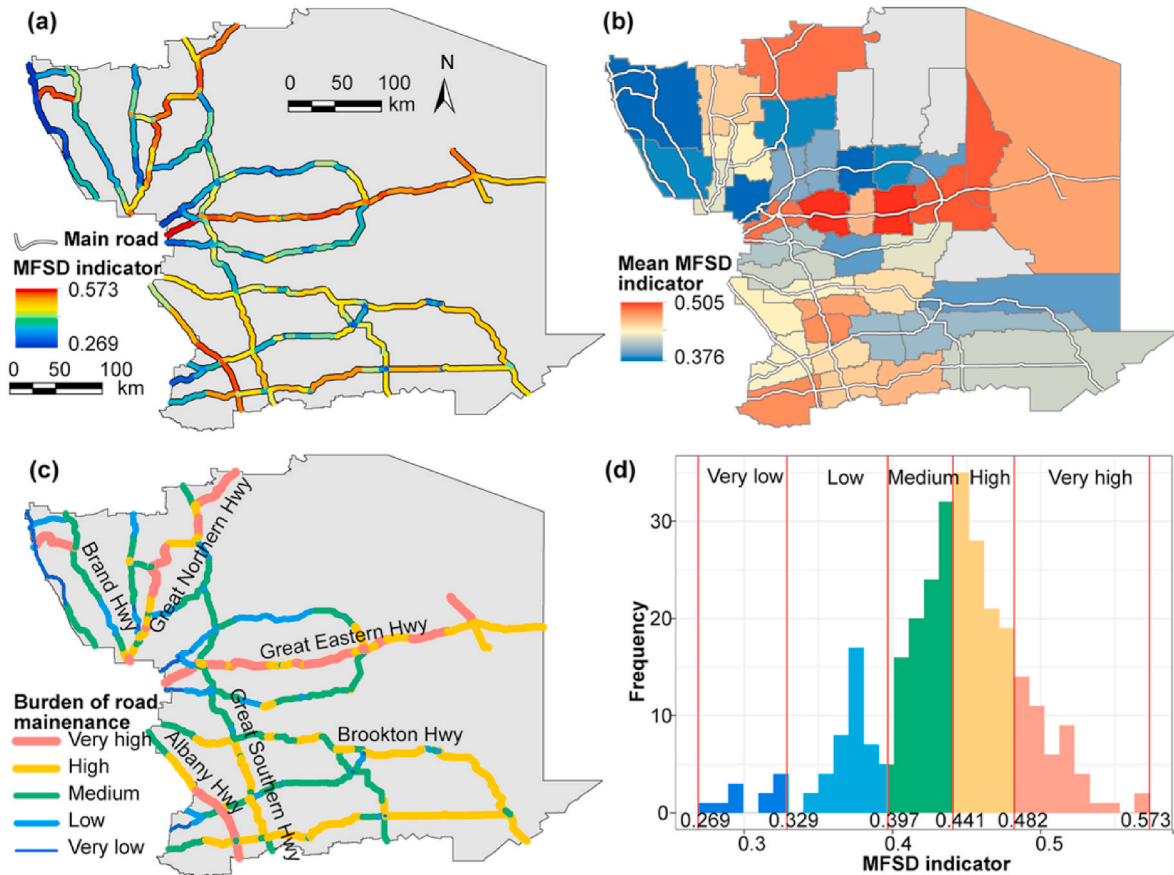 (a)
N
0 50 100
km
Main road
MFSD indicator
0.573
0.269
0 50 100
km
(b)
Mean MFSD
indicator
0.505
0.376
(c)
Brand Hwy
Great Northern Hwy
Great Eastern Hwy
Great Southern Hwy
Brookton Hwy
Albany Hwy
Burden of road
mainenance
Very high
High
Medium
Low
Very low
(d)
Very low Low Medium High Very high
Frequency
30
20
10
0
0.269 0.329 0.397 0.441 0.482 0.573
0.3 0.4 0.5
MFSD indicator